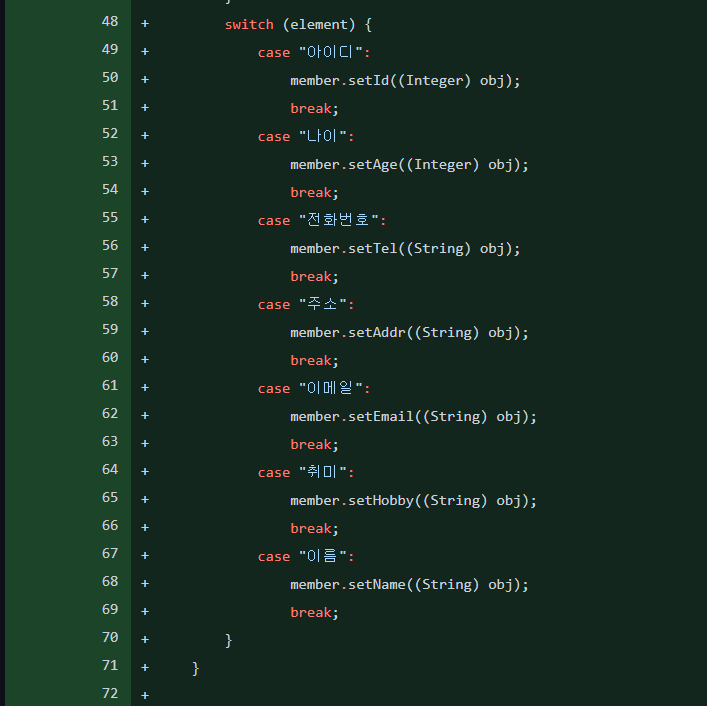 48 + switch (element) {
49 + case "아이디":
50 + member.setId((Integer) obj);
51 + break;
52 + case "나이":
53 + member.setAge((Integer) obj);
54 + break;
55 + case "전화번호":
56 + member.setTel((String) obj);
57 + break;
58 + case "주소":
59 + member.setAddr((String) obj);
60 + break;
61 + case "이메일":
62 + member.setEmail((String) obj);
63 + break;
64 + case "취미":
65 + member.setHobby((String) obj);
66 + break;
67 + case "이름":
68 + member.setName((String) obj);
69 + break;
70 + }
71 + }
72 +